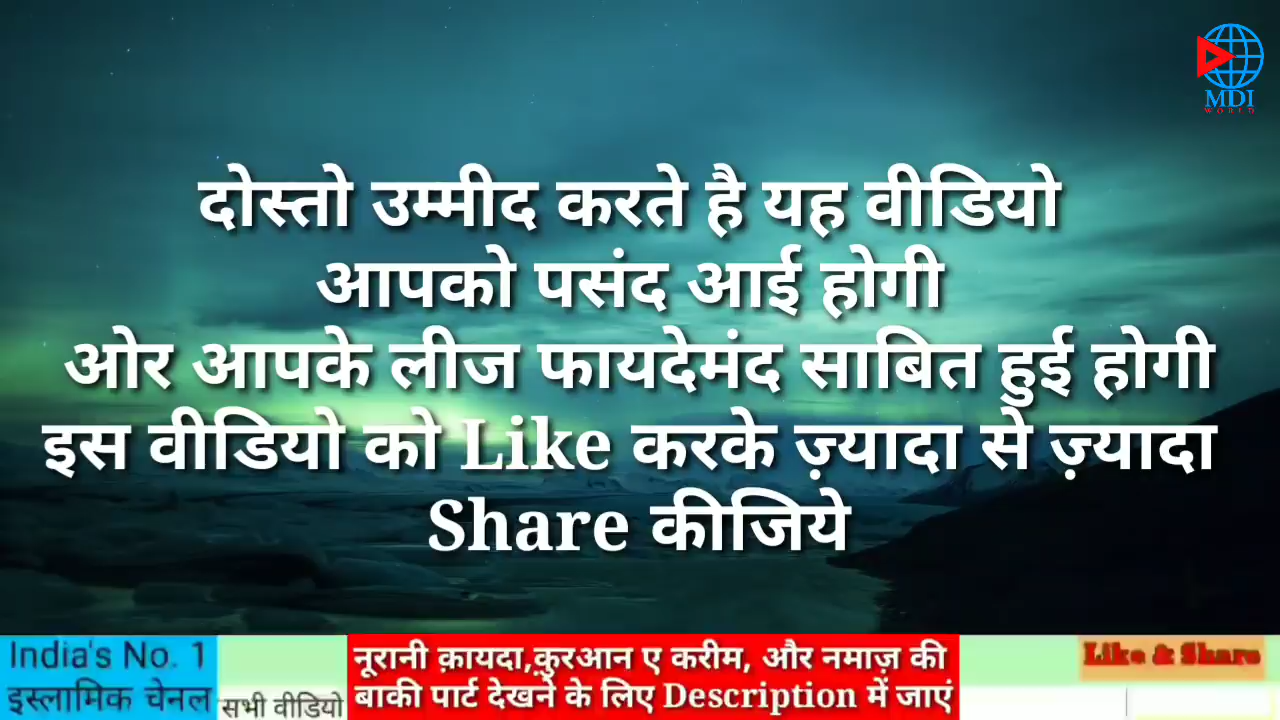 MDI
WORLD
दोस्तो उम्मीद करते है यह वीडियो
आपको पसंद आई होगी
ओर आपके लीज फायदेमंद साबित हुई होगी
इस वीडियो को Like करके ज़्यादा से ज़्यादा
Share कीजिये
India's No. 1
इस्लामिक चेनल
सभी वीडियो
नूरानी क़ायदा,क़ुरआन ए करीम, और नमाज़ की
बाकी पार्ट देखने के लिए Description में जाएं
Like & Share